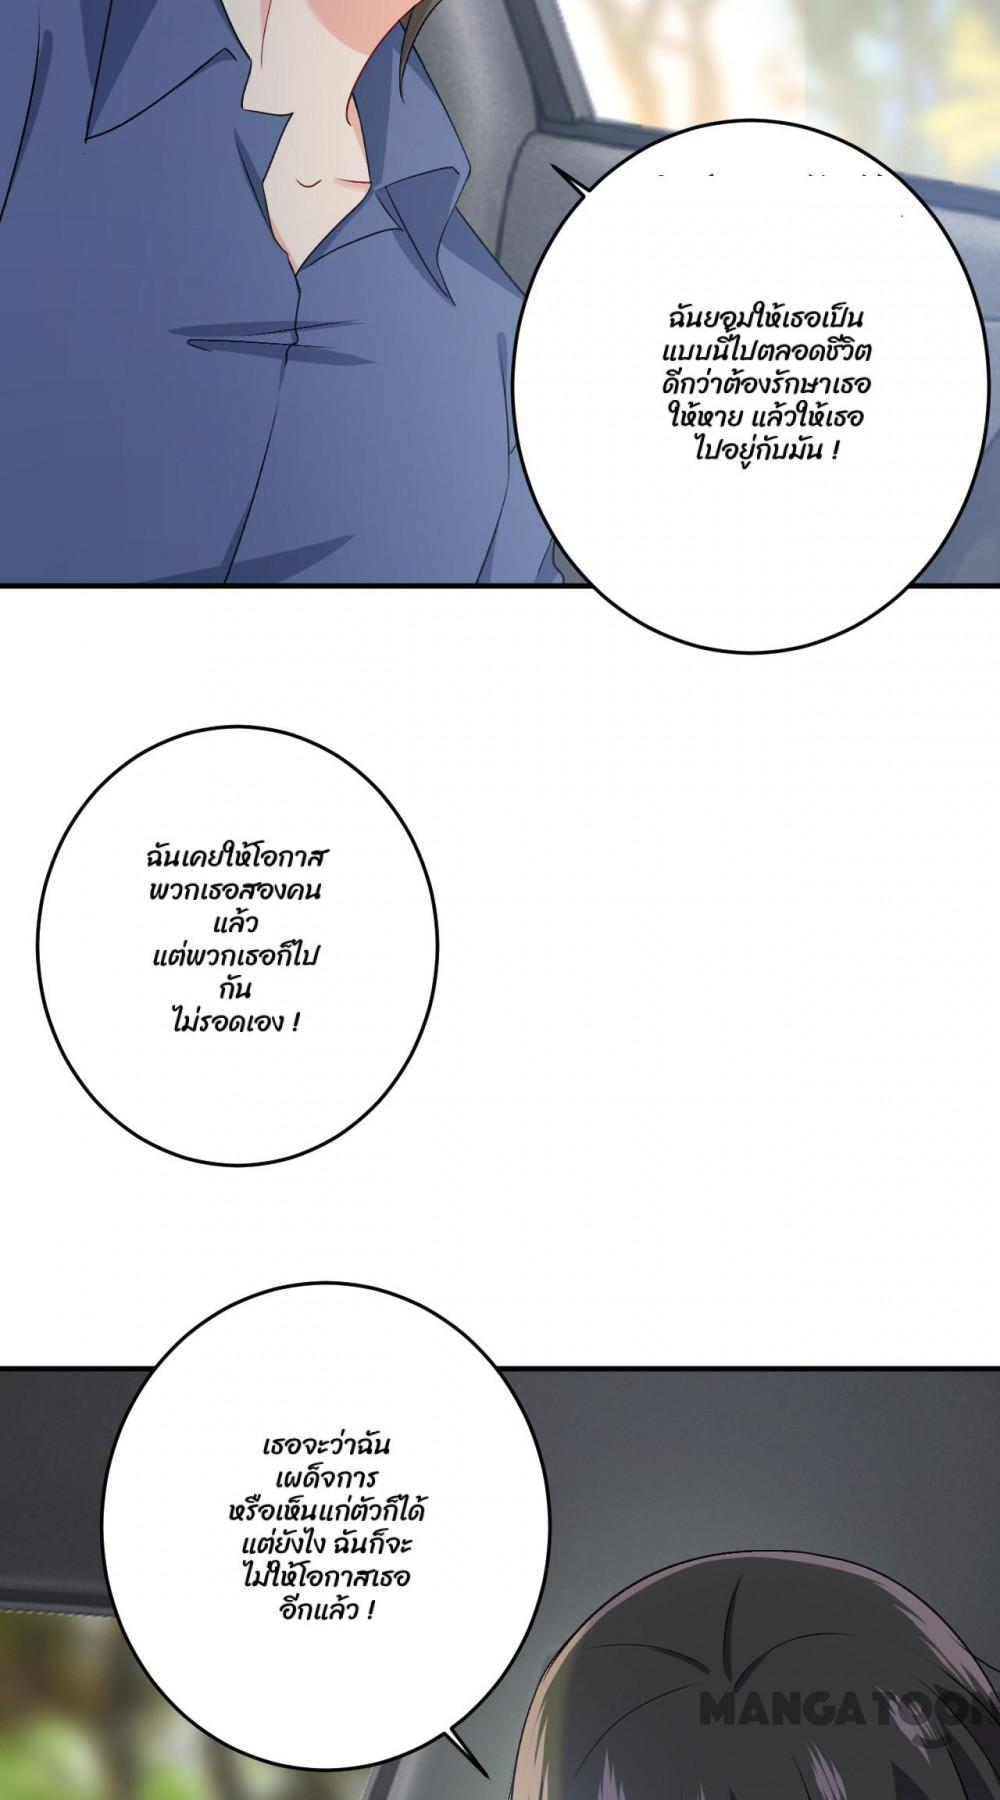 ฉันยอมให้เธอเป็น
แบบนี้ไปตลอดชีวิต
ดีกว่าต้องรักษาเธอ
ให้หาย แล้วให้เธอ
ไปอยู่กับมัน !
ฉันเคยให้โอกาส
พวกเธอสองคน
แล้ว
แต่พวกเธอก็ไป
กัน
ไม่รอดเอง !
เธอจะว่าฉัน
เผด็จการ
หรือเห็นแก่ตัวก็ได้
แต่ยังไง ฉันก็จะ
ไม่ให้โอกาสเธอ
อีกแล้ว !
MANGA TOON